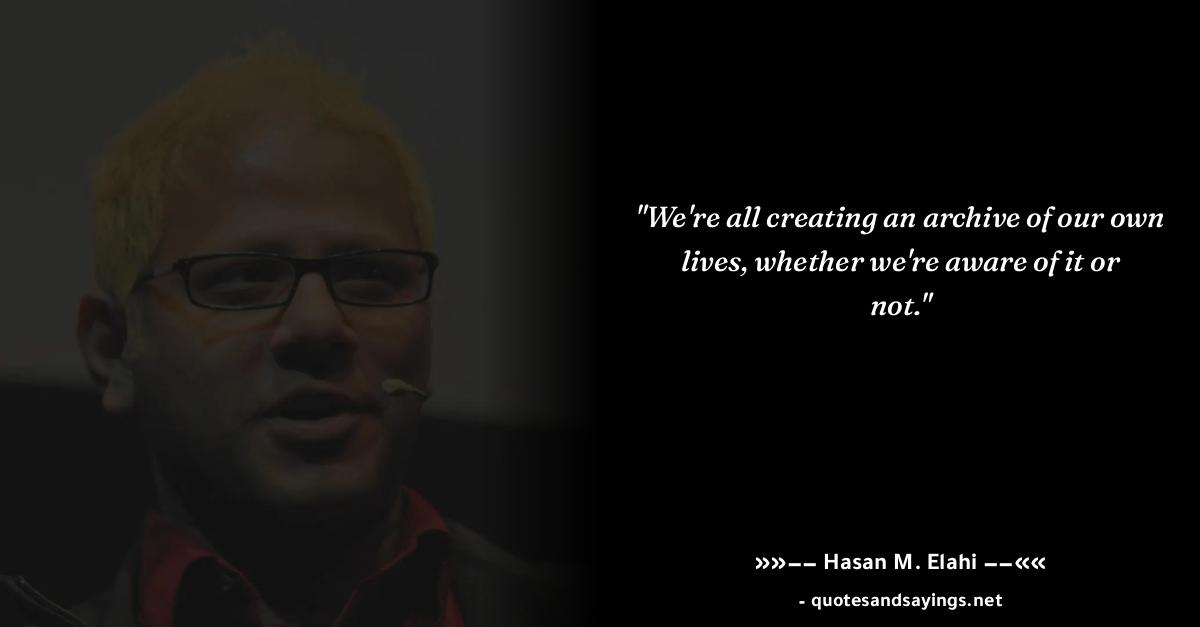 "We're all creating an archive of our own
lives, whether we're aware of it or
not."
»»−− Hasan M. Elahi −−««
- quotesandsayings.net